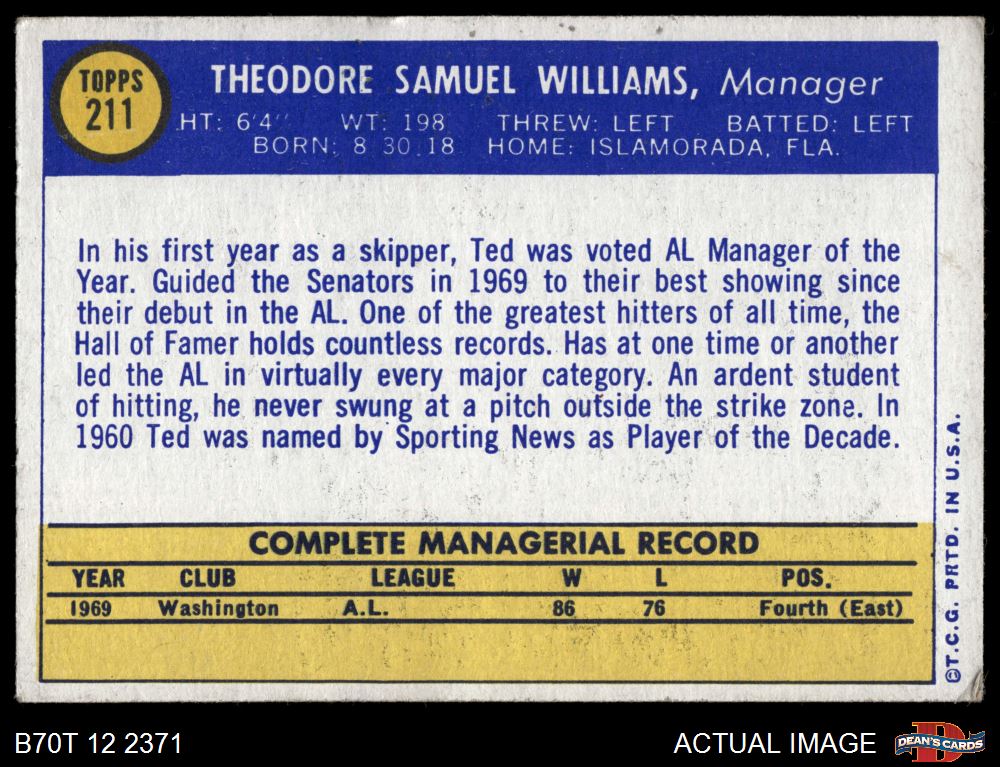 TOPPS
211
THEODORE SAMUEL WILLIAMS, Manager
HT: 6'4" WT: 198 THREW: LEFT BATTED: LEFT
BORN: 8 30 18 HOME: ISLAMORADA, FLA.
In his first year as a skipper, Ted was voted AL Manager of the
Year. Guided the Senators in 1969 to their best showing since
their debut in the AL. One of the greatest hitters of all time, the
Hall of Famer holds countless records. Has at one time or another
led the AL in virtually every major category. An ardent student
of hitting, he never swung at a pitch outside the strike zone. In
1960 Ted was named by Sporting News as Player of the Decade.
COMPLETE MANAGERIAL RECORD
YEAR CLUB LEAGUE W L POS.
1969 Washington A.L. 86 76 Fourth (East)
©T.C.G. PRTD. IN U.S.A.
B70T 12 2371
ACTUAL IMAGE
D
DEAN'S CARDS